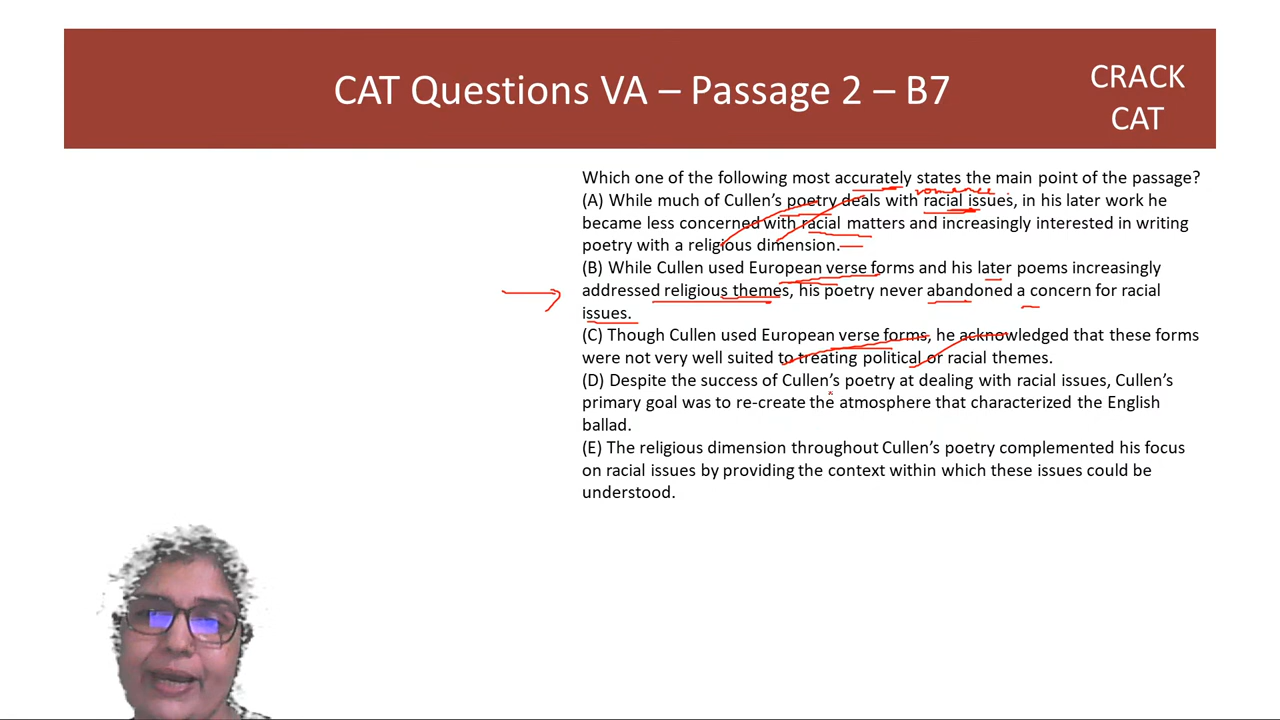 CAT Questions VA – Passage 2 – B7
CRACK
CAT
Which one of the following most accurately states the main point of the passage?
romance
(A) While much of Cullen’s poetry deals with racial issues, in his later work he
became less concerned with racial matters and increasingly interested in writing
poetry with a religious dimension.
(B) While Cullen used European verse forms and his later poems increasingly
addressed religious themes, his poetry never abandoned a concern for racial
issues.
(C) Though Cullen used European verse forms, he acknowledged that these forms
were not very well suited to treating political or racial themes.
(D) Despite the success of Cullen’s poetry at dealing with racial issues, Cullen’s
primary goal was to re-create the atmosphere that characterized the English
ballad.
(E) The religious dimension throughout Cullen’s poetry complemented his focus
on racial issues by providing the context within which these issues could be
understood.